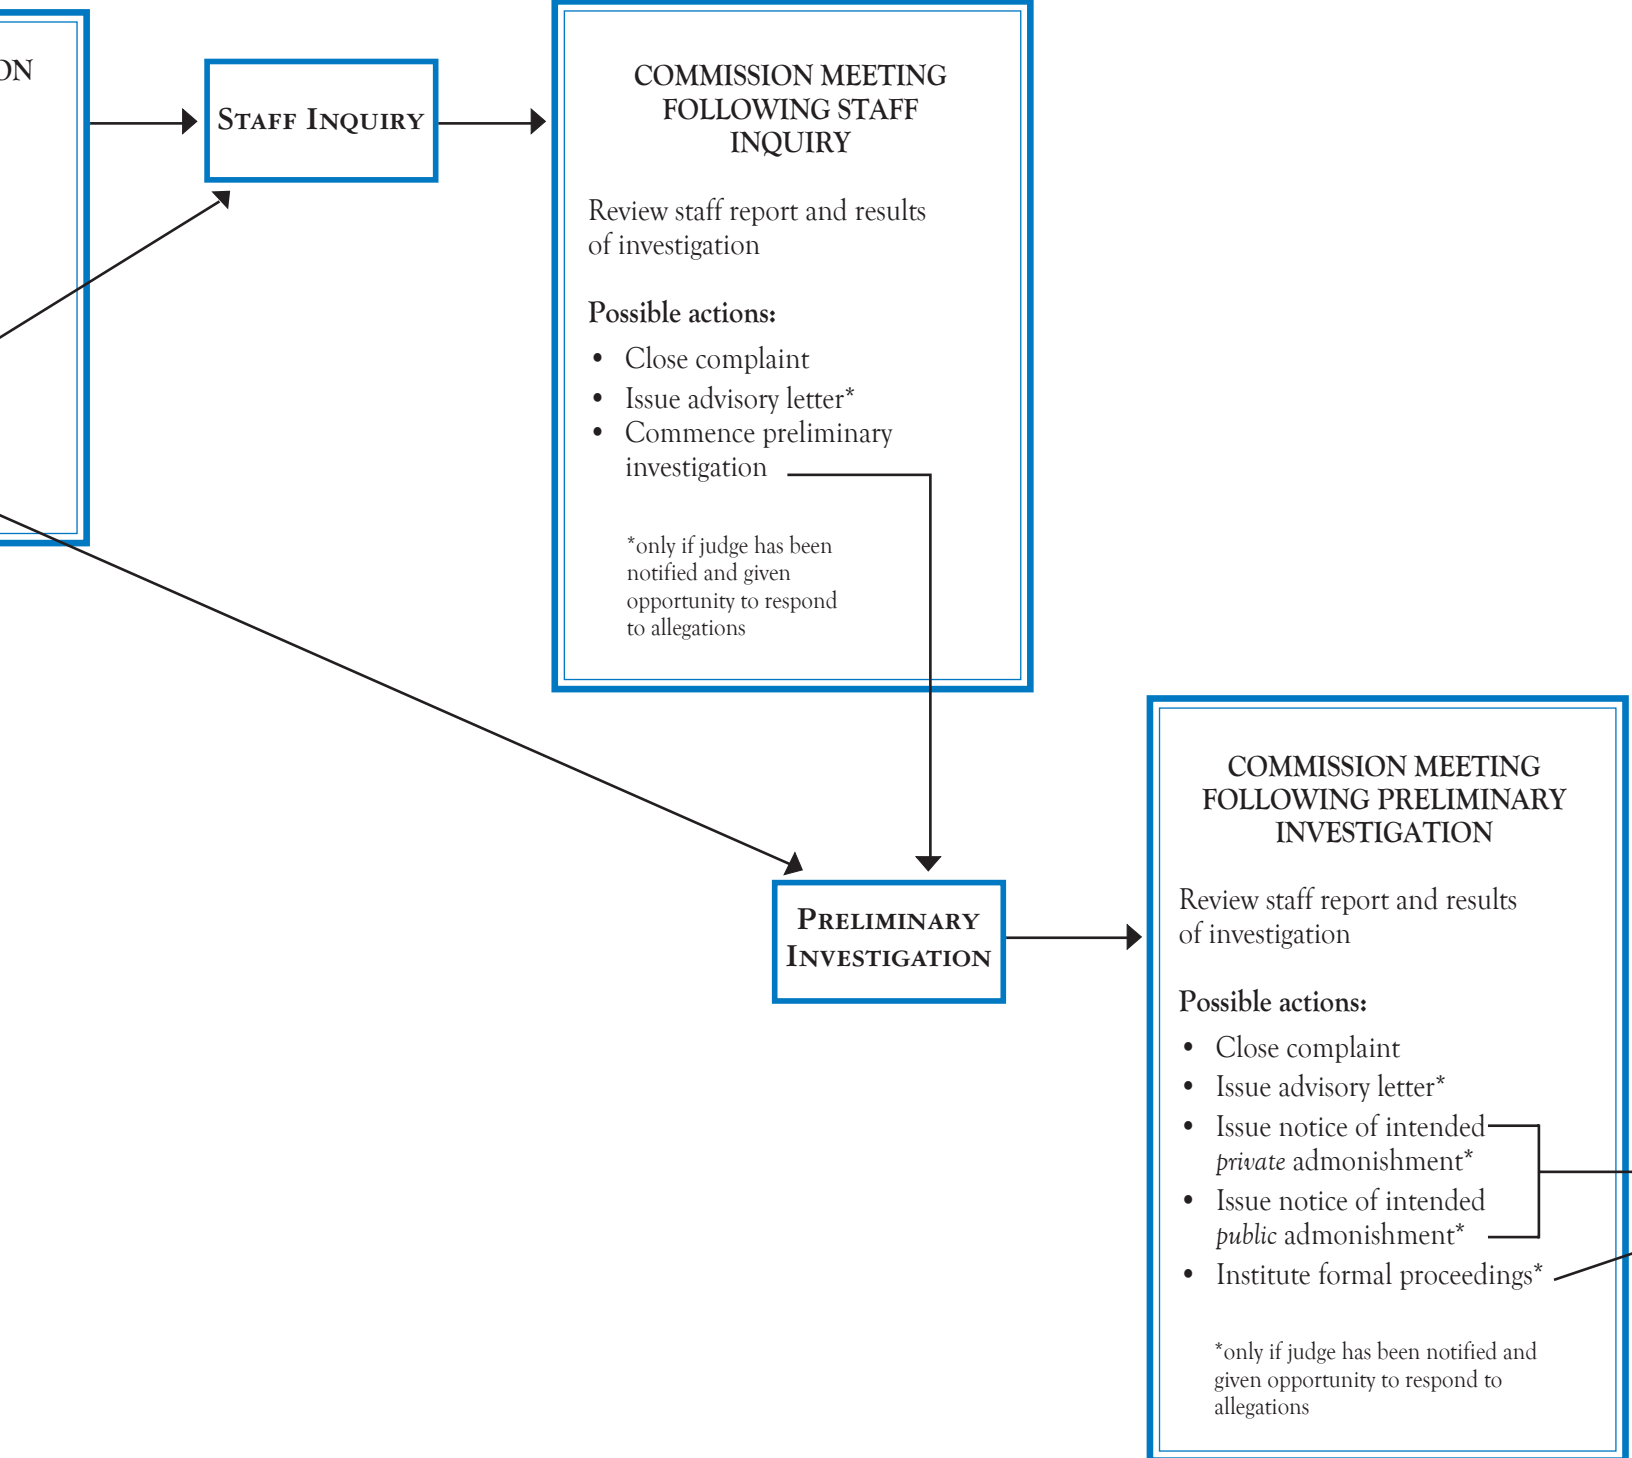 ON
STAFF INQUIRY
COMMISSION MEETING
FOLLOWING STAFF
INQUIRY
Review staff report and results
of investigation
Possible actions:
• Close complaint
• Issue advisory letter*
• Commence preliminary
investigation
*only if judge has been
notified and given
opportunity to respond
to allegations
PRELIMINARY
INVESTIGATION
COMMISSION MEETING
FOLLOWING PRELIMINARY
INVESTIGATION
Review staff report and results
of investigation
Possible actions:
• Close complaint
• Issue advisory letter*
• Issue notice of intended
private admonishment*
• Issue notice of intended
public admonishment*
• Institute formal proceedings*
*only if judge has been notified and
given opportunity to respond to
allegations